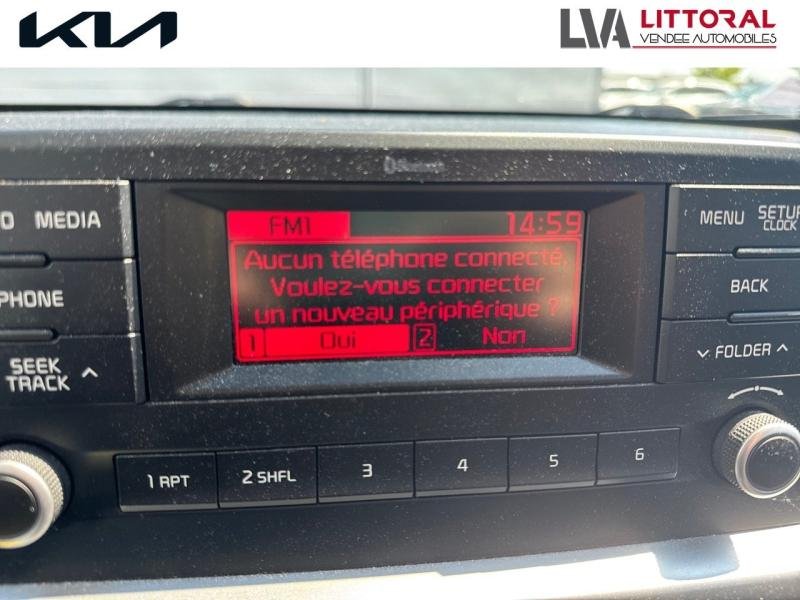 KIA
LVA LITTORAL
VENDEE AUTOMOBILES
MEDIA
PHONE
SEEK
TRACK
FM1 14:59
Aucun téléphone connecté.
Voulez-vous connecter
un nouveau périphérique ?
1 Oui 2 Non
MENU
SETUP
CLOCK
BACK
FOLDER
1 RPT
2 SHFL
3
4
5
6